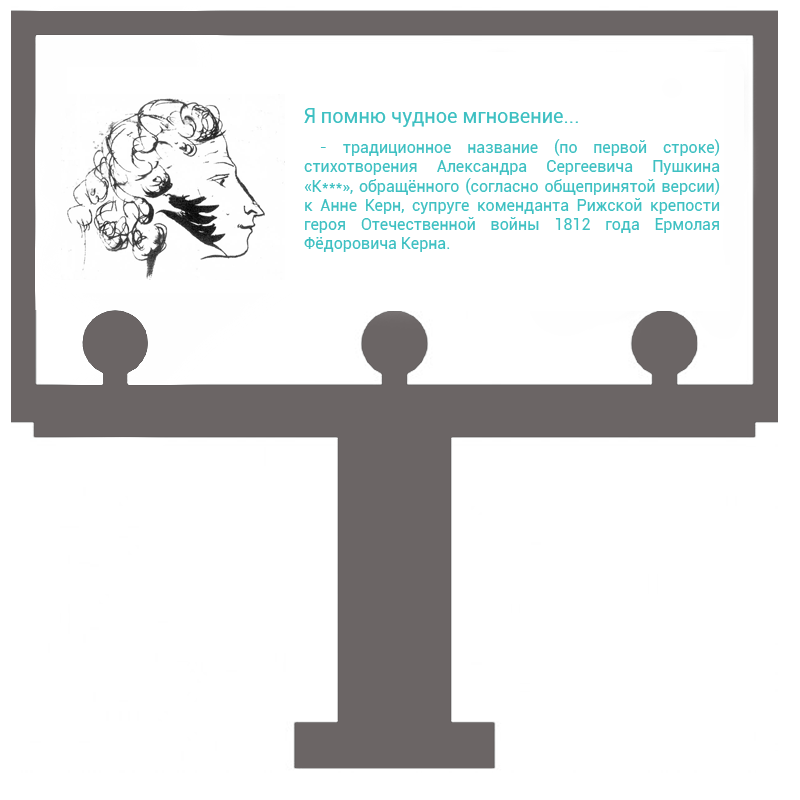 Я помню чудное мгновение...
- традиционное название (по первой строке)
стихотворения Александра Сергеевича Пушкина
«К***», обращённого (согласно общепринятой версии)
к Анне Керн, супруге коменданта Рижской крепости
героя Отечественной войны 1812 года Ермолая
Фёдоровича Керна.